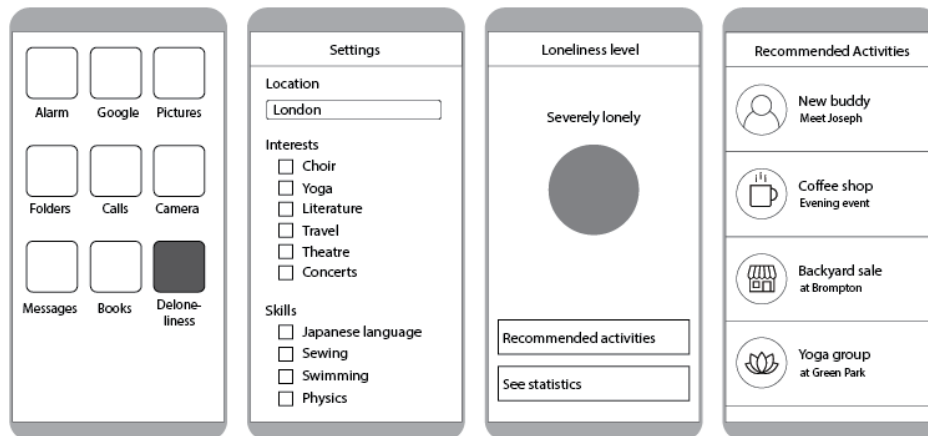 Alarm
Google
Pictures
Folders
Calls
Camera
Messages
Books
Delone-
liness
Settings
Location
London
Interests
Choir
Yoga
Literature
Travel
Theatre
Concerts
Skills
Japanese language
Sewing
Swimming
Physics
Loneliness level
Severely lonely
Recommended activities
See statistics
Recommended Activities
New buddy
Meet Joseph
Coffee shop
Evening event
Backyard sale
at Brompton
Yoga group
at Green Park